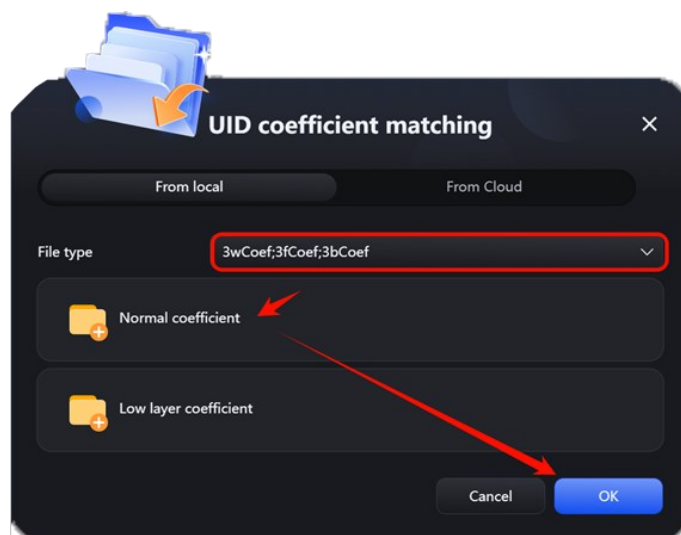 UID coefficient matching
From local
From Cloud
File type
3wCoef;3fCoef;3bCoef
Normal coefficient
Low layer coefficient
Cancel
OK